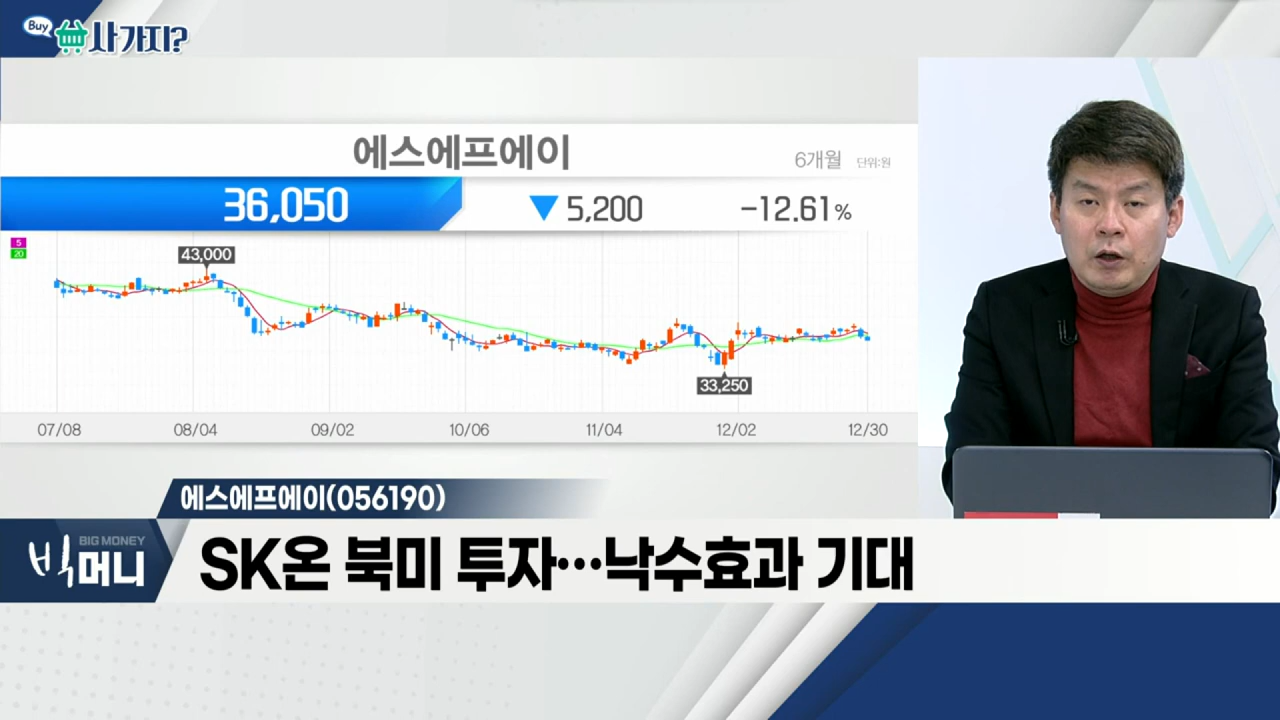 Buy
사가지?
에스에프에이
6개월 단위:원
36,050 ▼5,200 -12.61%
5
20
43,000
33,250
07/08 08/04 09/02 10/06 11/04 12/02 12/30
에스에프에이(056190)
BIG MONEY
빅머니
SK온 북미 투자…낙수효과 기대